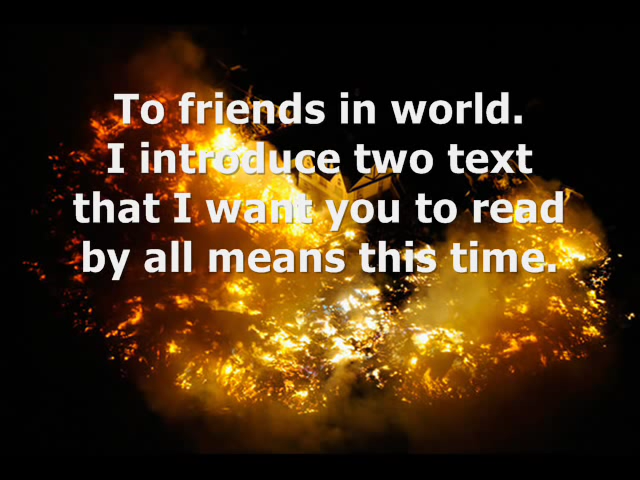 To friends in world.
I introduce two text
that I want you to read
by all means this time.